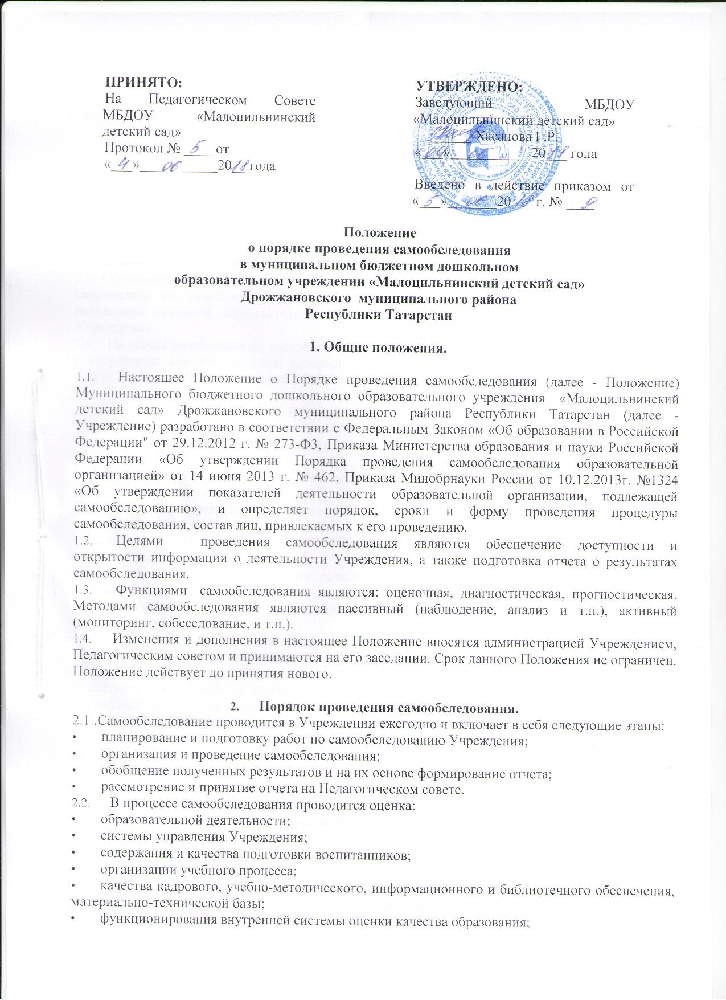 ПРИНЯТО:
На Педагогическом Совете
МБДОУ «Малоцильнинский
детский сад»
Протокол № 5 от
«4» 06 2018 года
УТВЕРЖДЕНО:
Заведующий МБДОУ
«Малоцильнинский детский сад»
Хасанова Г.Р.
« » 20 18 года
Введено в действие приказом от
«5» 06 20 18 г. № 9
Положение
о порядке проведения самообследования
в муниципальном бюджетном дошкольном
образовательном учреждении «Малоцильнинский детский сад»
Дрожжановского муниципального района
Республики Татарстан
1. Общие положения.
1.1. Настоящее Положение о Порядке проведения самообследования (далее - Положение)
Муниципального бюджетного дошкольного образовательного учреждения «Малоцильнинский
детский сад» Дрожжановского муниципального района Республики Татарстан (далее -
Учреждение) разработано в соответствии с Федеральным Законом «Об образовании в Российской
Федерации" от 29.12.2012 г. № 273-ФЗ, Приказа Министерства образования и науки Российской
Федерации «Об утверждении Порядка проведения самообследования образовательной
организацией» от 14 июня 2013 г. № 462, Приказа Минобрнауки России от 10.12.2013г. №1324
«Об утверждении показателей деятельности образовательной организации, подлежащей
самообследованию», и определяет порядок, сроки и форму проведения процедуры
самообследования, состав лиц, привлекаемых к его проведению.
1.2. Целями проведения самообследования являются обеспечение доступности и
открытости информации о деятельности Учреждения, а также подготовка отчета о результатах
самообследования.
1.3. Функциями самообследования являются: оценочная, диагностическая, прогностическая.
Методами самообследования являются пассивный (наблюдение, анализ и т.п.), активный
(мониторинг, собеседование, и т.п.).
1.4. Изменения и дополнения в настоящее Положение вносятся администрацией Учреждением,
Педагогическим советом и принимаются на его заседании. Срок данного Положения не ограничен.
Положение действует до принятия нового.
2. Порядок проведения самообследования.
2.1 .Самообследование проводится в Учреждении ежегодно и включает в себя следующие этапы:
• планирование и подготовку работ по самообследованию Учреждения;
• организация и проведение самообследования;
• обобщение полученных результатов и на их основе формирование отчета;
• рассмотрение и принятие отчета на Педагогическом совете.
2.2. В процессе самообследования проводится оценка:
• образовательной деятельности;
• системы управления Учреждения;
• содержания и качества подготовки воспитанников;
• организации учебного процесса;
• качества кадрового, учебно-методического, информационного и библиотечного обеспечения,
материально-технической базы;
• функционирования внутренней системы оценки качества образования;